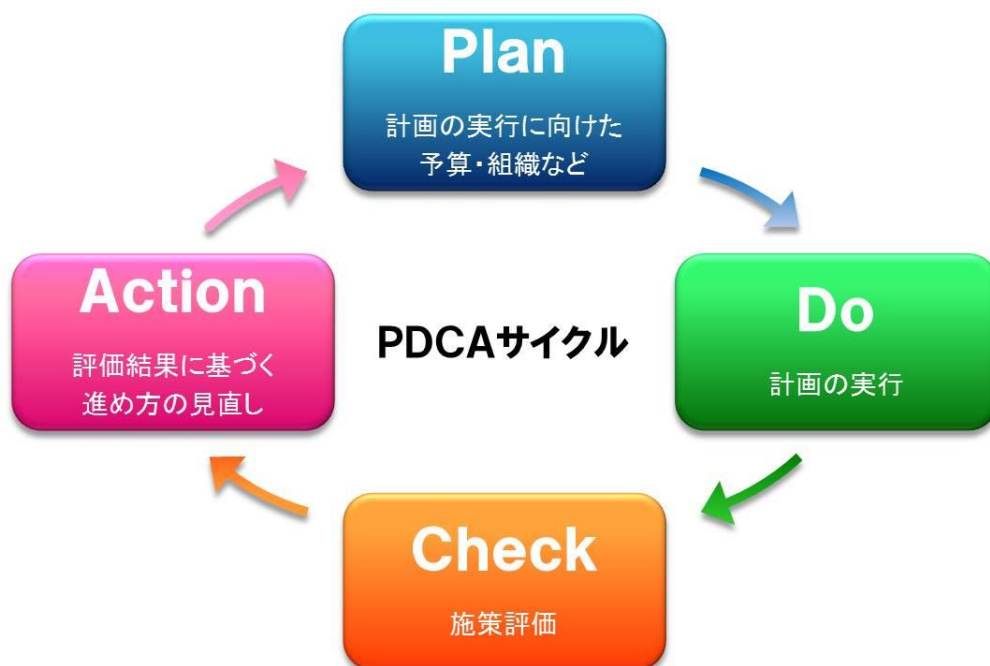 Plan
計画の実行に向けた
予算・組織など
Action
評価結果に基づく
進め方の見直し
PDCAサイクル
Do
計画の実行
Check
施策評価